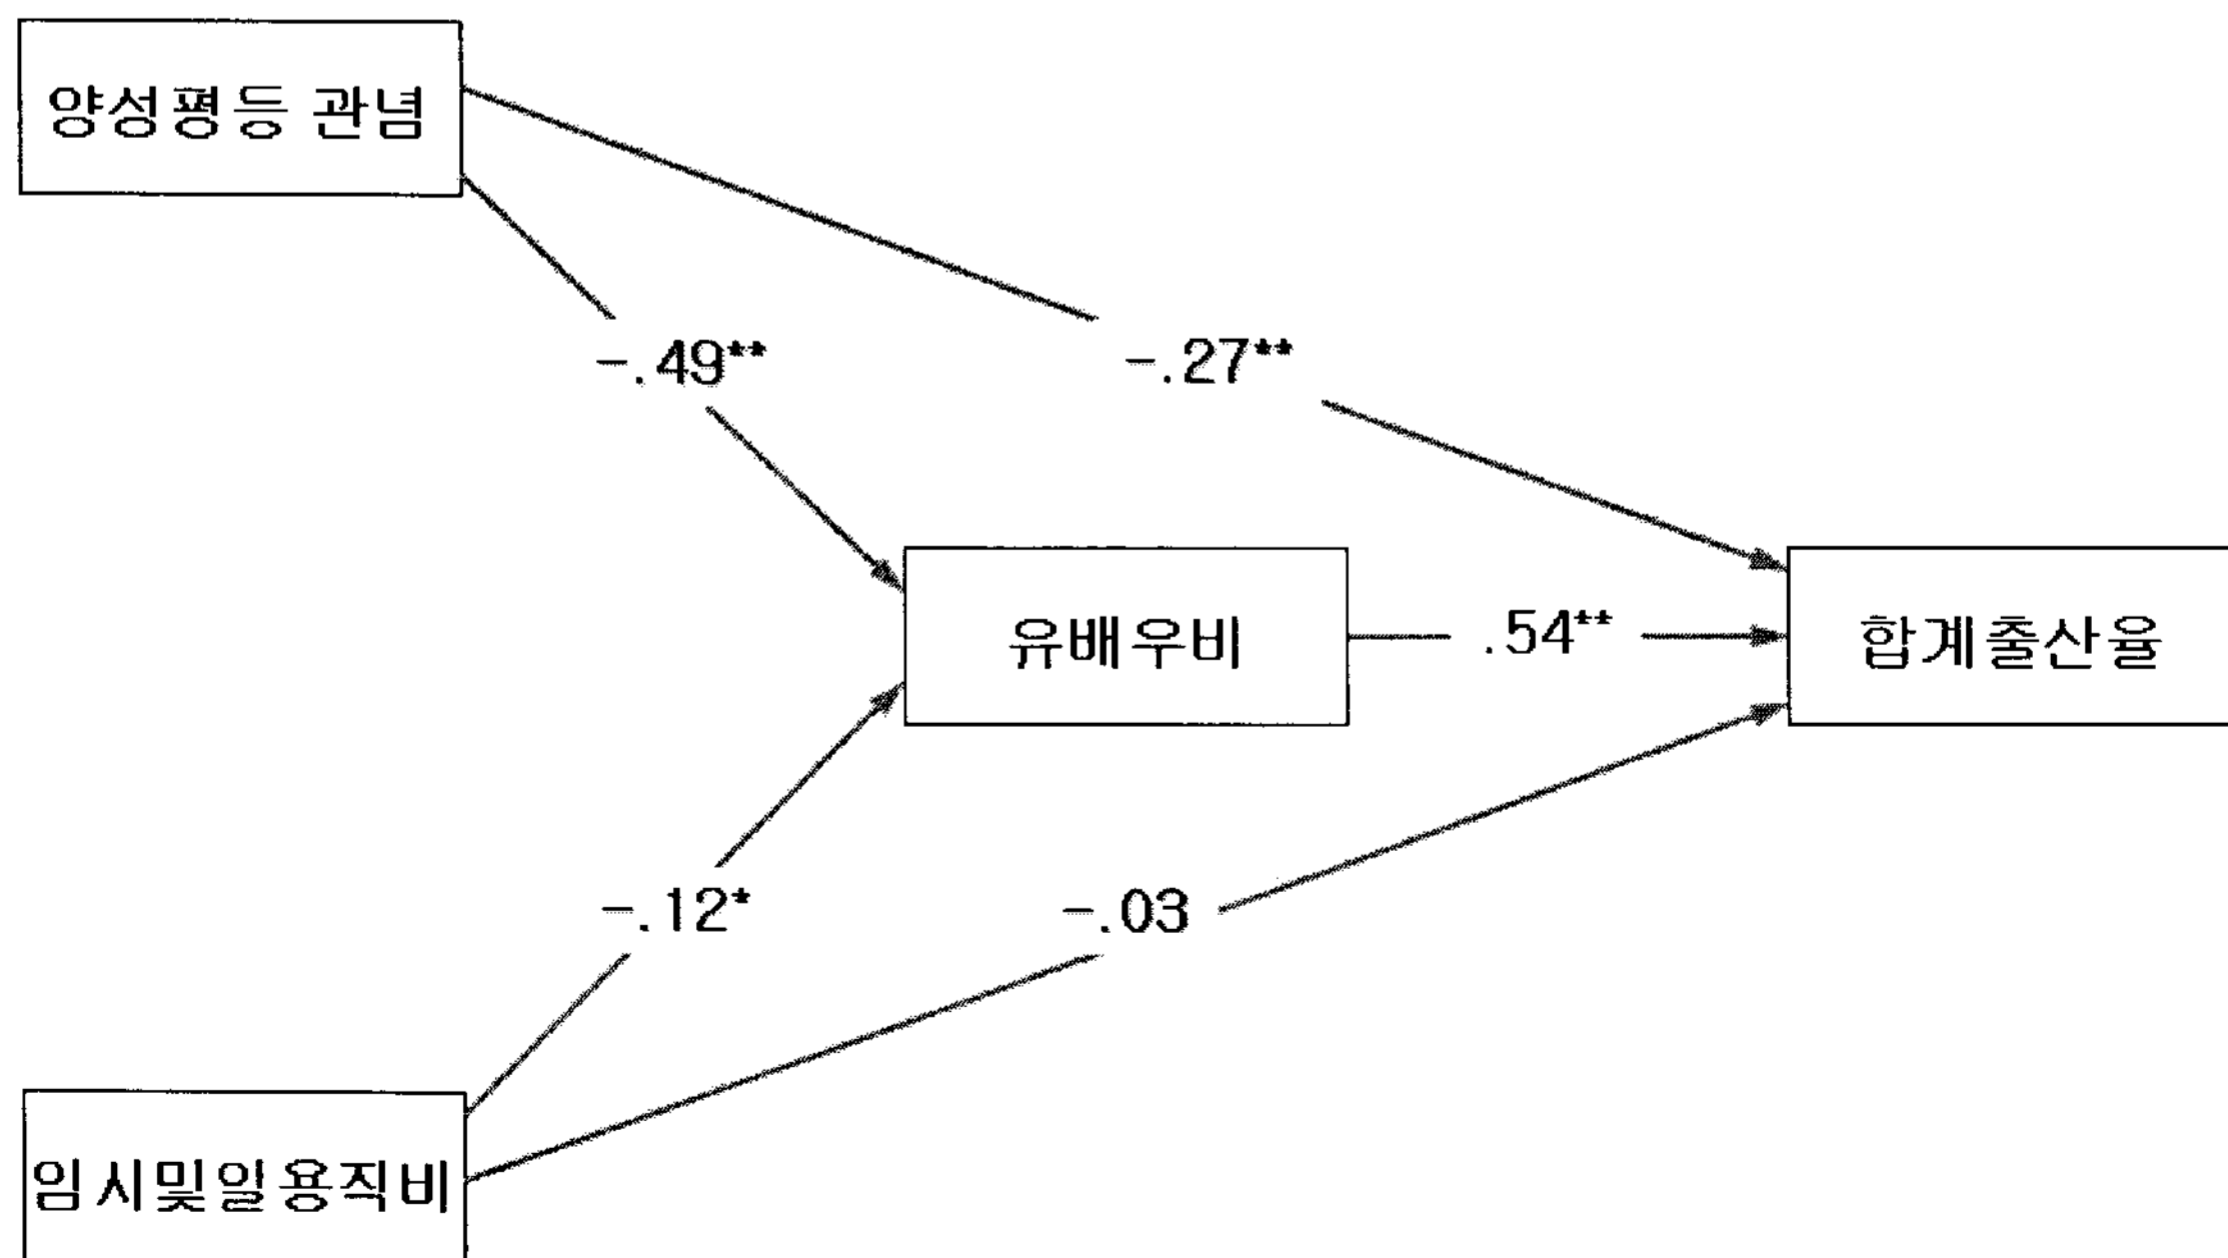 양성평등 관념
-.49**
-.27**
유배우비
.54**
합계출산율
-.12*
-.03
임시및일용직비